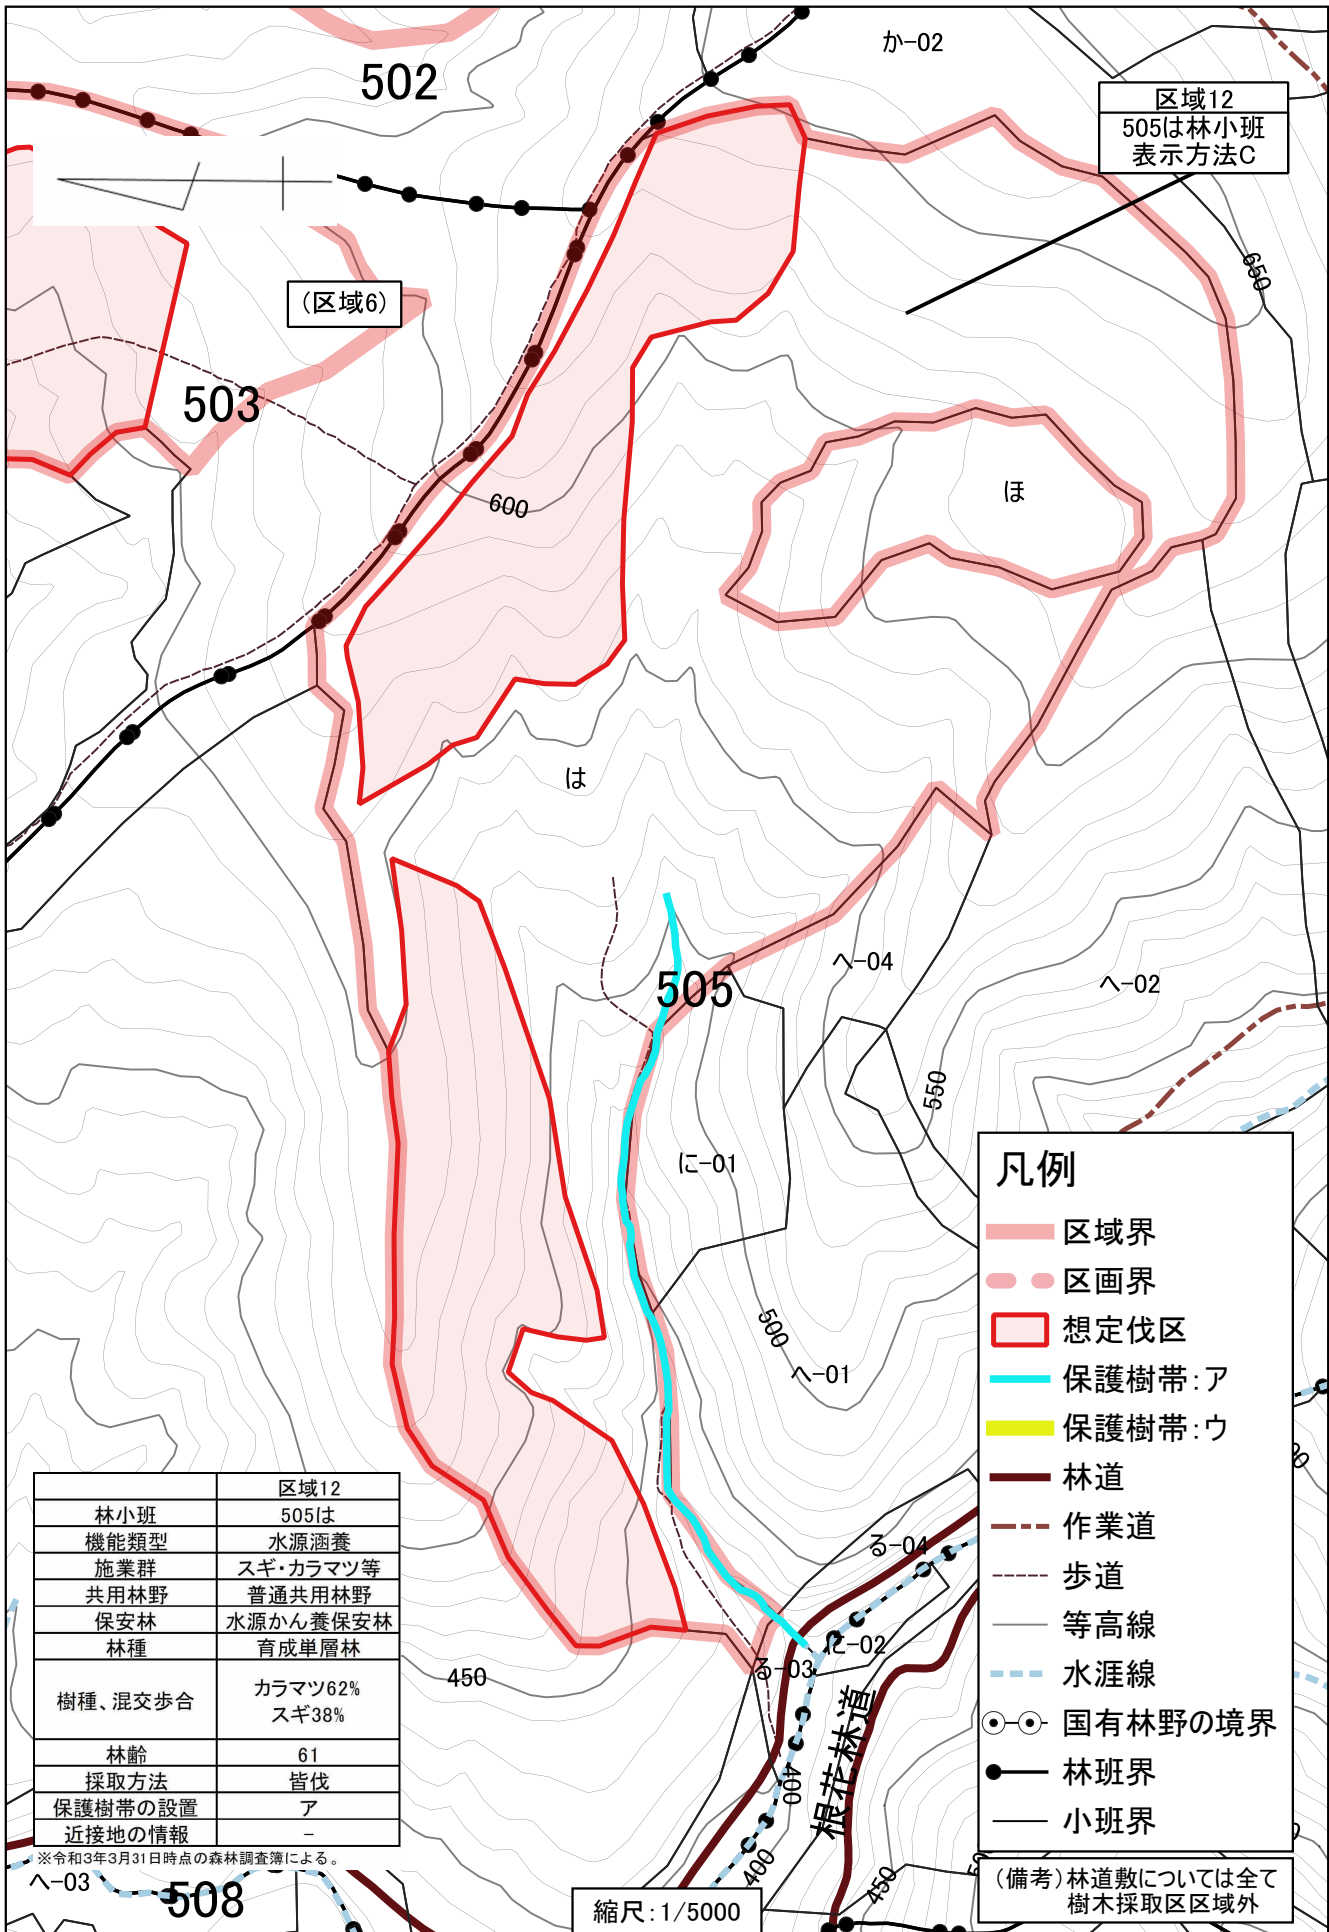 502
か-02
区域12
505は林小班
表示方法C
650
(区域6)
503
600
ほ
は
505
へ-04
へ-02
550
に-01
500
へ-01
凡例
区域界
区画界
想定伐区
保護樹帯:ア
保護樹帯:ウ
林道
作業道
歩道
等高線
水涯線
国有林野の境界
林班界
小班界
(備考)林道敷については全て
樹木採取区区域外
区域12
林小班 505は
機能類型 水源涵養
施業群 スギ・カラマツ等
共用林野 普通共用林野
保安林 水源かん養保安林
林種 育成単層林
樹種、混交歩合 カラマツ62%
スギ38%
林齢 61
採取方法 皆伐
保護樹帯の設置 ア
近接地の情報 -
※令和3年3月31日時点の森林調査簿による。
450
る-04
に-02
る-03
根花林道
400
400
450
へ-03
508
縮尺:1/5000